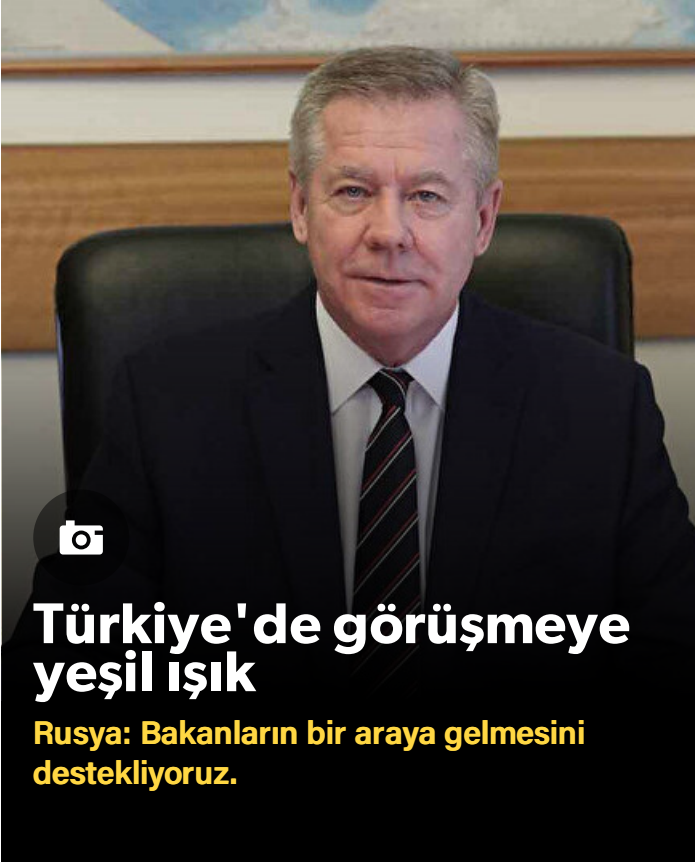 Türkiye'de görüşmeye
yeşil ışık
Rusya: Bakanların bir araya gelmesini
destekliyoruz.